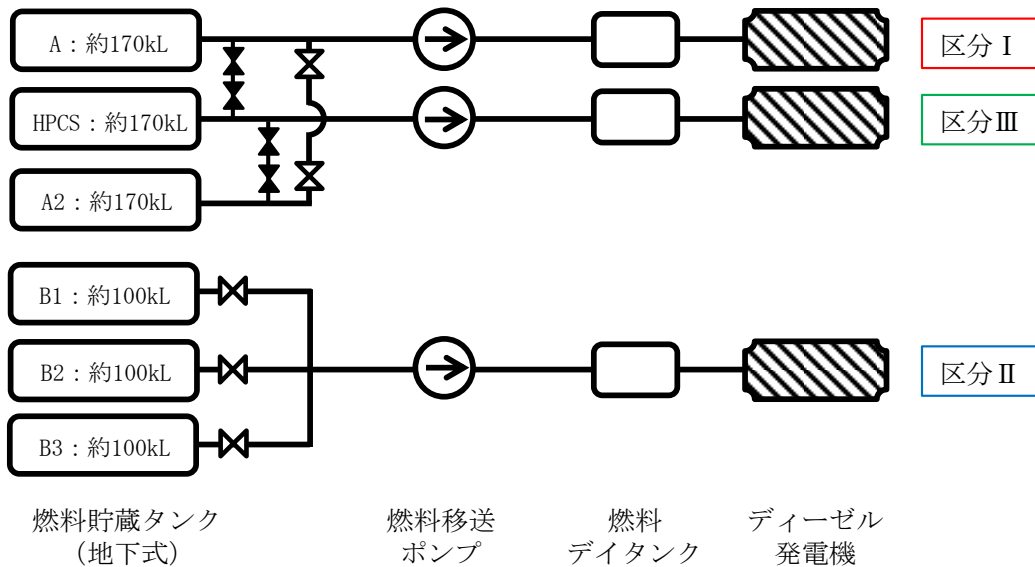 A：約170kL
区分Ⅰ
HPCS：約170kL
区分Ⅲ
A2：約170kL
B1：約100kL
B2：約100kL
区分Ⅱ
B3：約100kL
燃料貯蔵タンク
（地下式）
燃料移送
ポンプ
燃料
デイタンク
ディーゼル
発電機